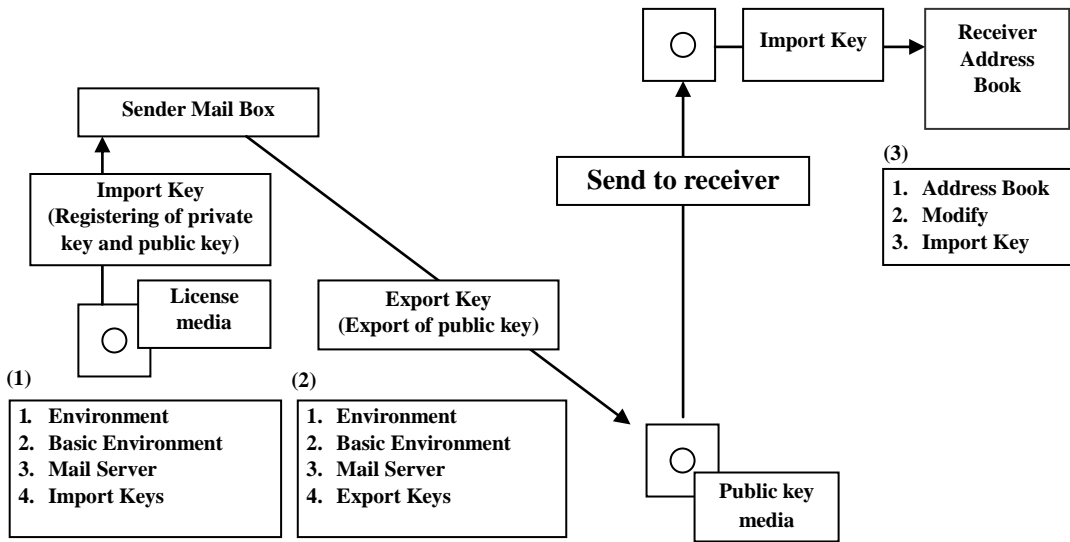 Sender Mail Box
Import Key
(Registering of private
key and public key)
License
media
(1)
1. Environment
2. Basic Environment
3. Mail Server
4. Import Keys
Export Key
(Export of public key)
(2)
1. Environment
2. Basic Environment
3. Mail Server
4. Export Keys
Public key
media
Send to receiver
Import Key
Receiver
Address
Book
(3)
1. Address Book
2. Modify
3. Import Key